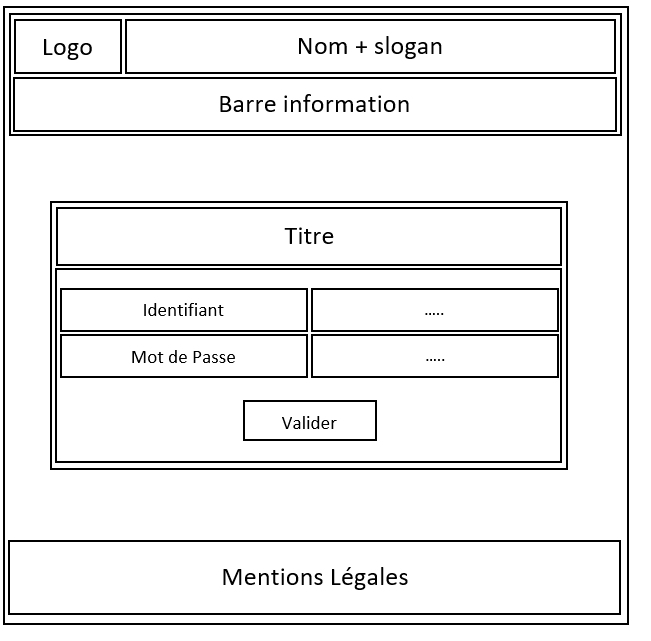 Logo
Nom + slogan
Barre information
Titre
Identifiant
.....
Mot de Passe
.....
Valider
Mentions Légales